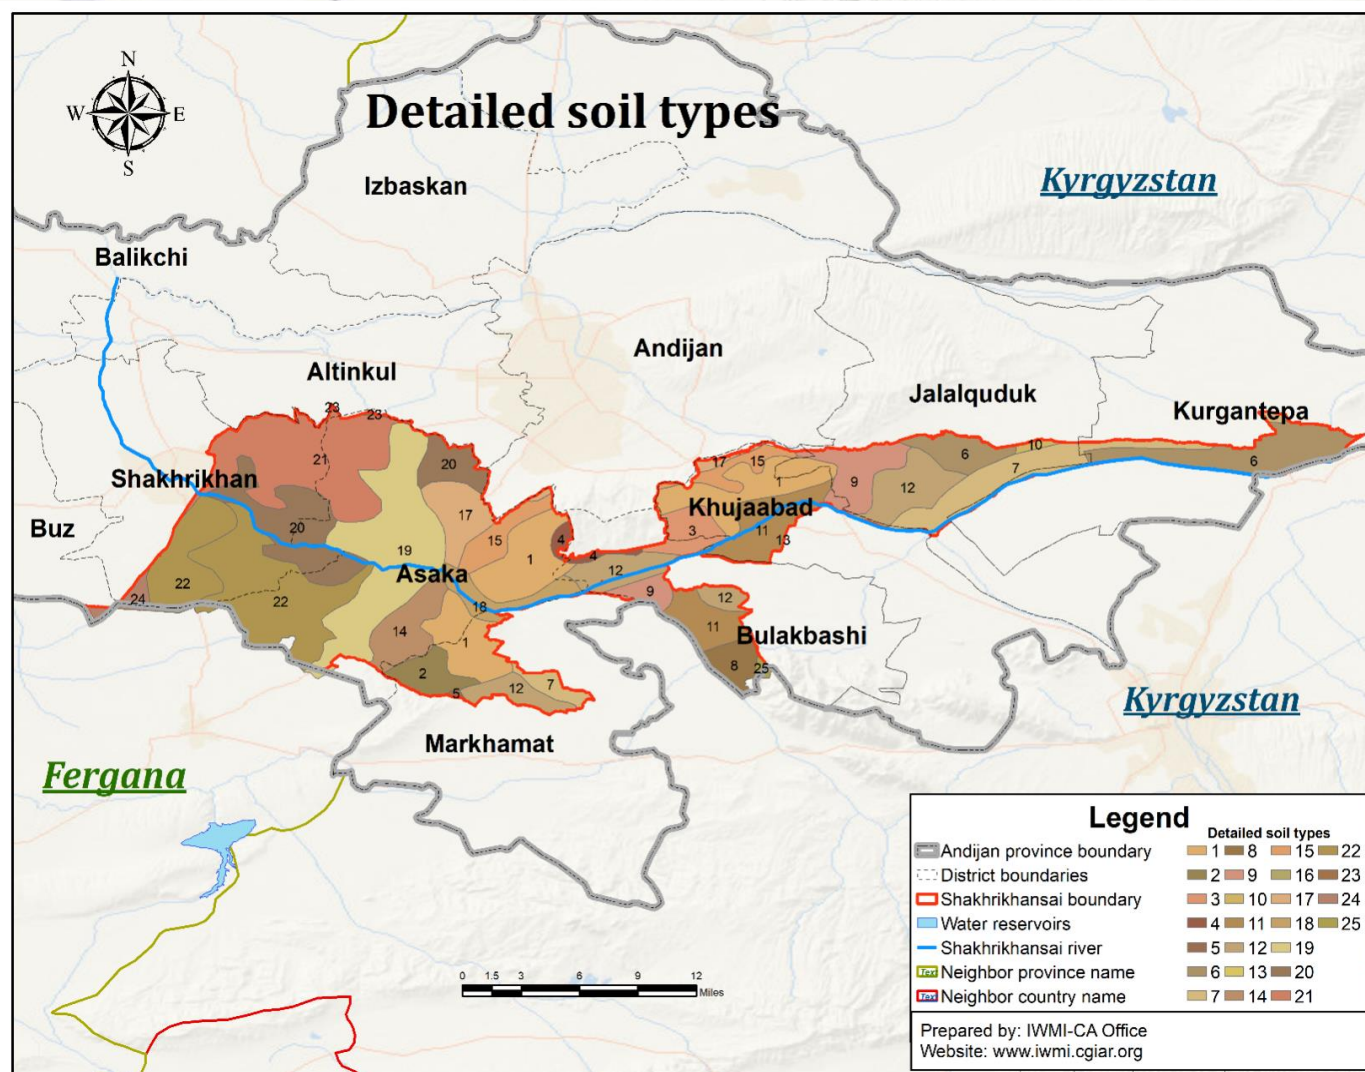 Detailed soil types
N
W E
S
Izbaskan
Kyrgyzstan
Balikchi
Andijan
Altinkul
Jalalquduk
Kurgantepa
23
23
10
21
20
17
15
6
6
7
1
9
12
Shakhrikhan
Khujaabad
17
20
15
4
3
11
13
Buz
19
1
4
12
Asaka
22
24
22
18
9
12
14
1
11
Bulakbashi
2
8
25
5
12
7
Kyrgyzstan
Markhamat
Fergana
0 1.5 3 6 9 12
Miles
Legend
Detailed soil types
Andijan province boundary
District boundaries
Shakhrikhansai boundary
Water reservoirs
Shakhrikhansai river
Text Neighbor province name
Text Neighbor country name
1 8 15 22
2 9 16 23
3 10 17 24
4 11 18 25
5 12 19
6 13 20
7 14 21
Prepared by: IWMI-CA Office
Website: www.iwmi.cgiar.org